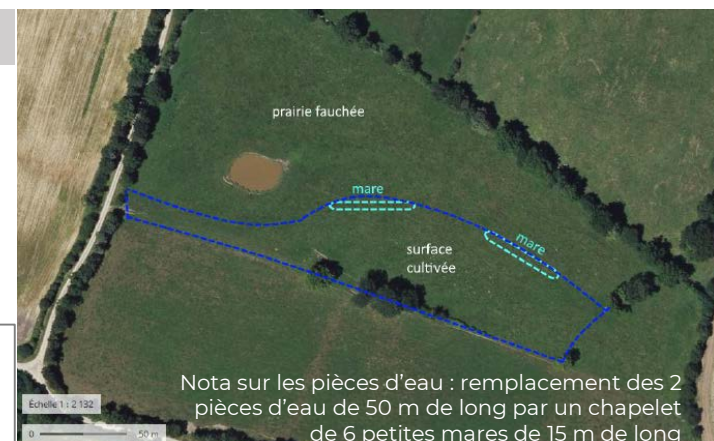 prairie fauchée
mare
mare
surface
cultivée
Nota sur les pièces d'eau : remplacement des 2
pièces d'eau de 50 m de long par un chapelet
de 6 petites mares de 15 m de long
Echelle 1 : 2 132
0 50 m